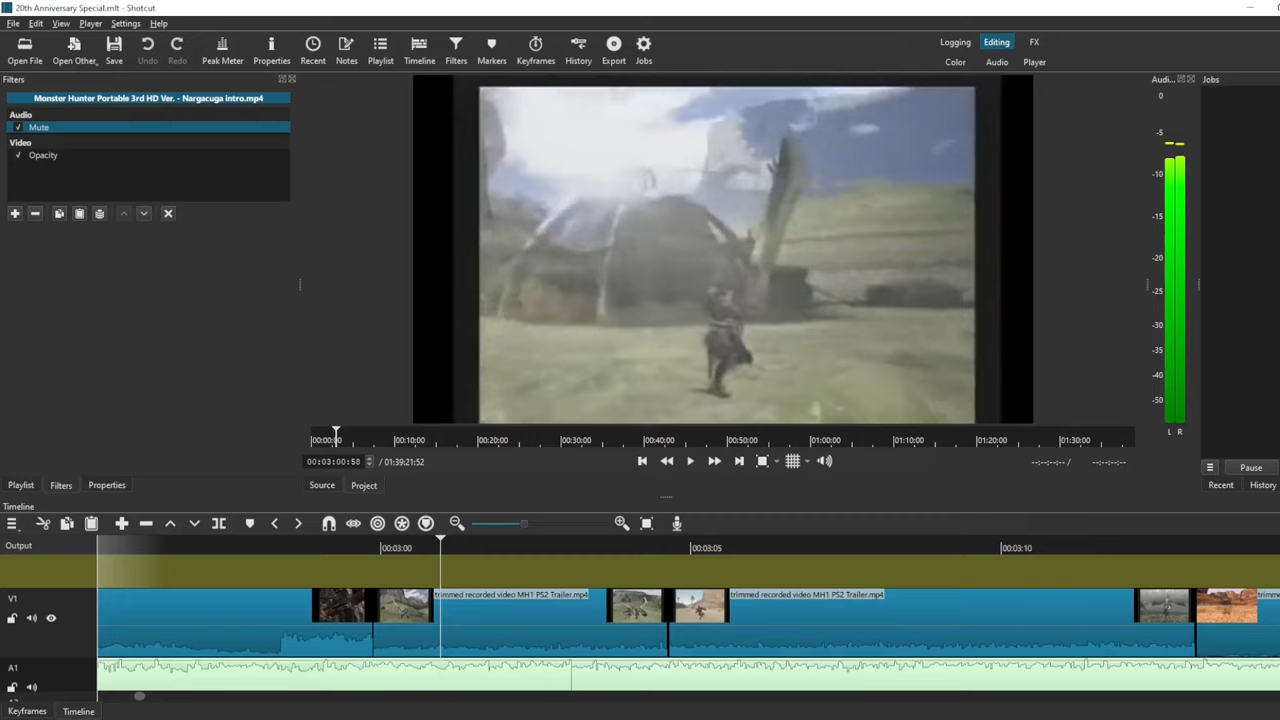 20th Anniversary Special.mlt - Shotcut
File Edit View Player Settings Help
Open File Open Other... Save Undo Redo Peak Meter Properties Recent Notes Playlist Timeline Filters Markers Keyframes History Export Jobs
Logging Editing FX
Color Audio Player
Filters
Monster Hunter Portable 3rd HD Ver. - Nargacuga intro.mp4
Audio
Mute
Video
Opacity
Audi...
0
-5
-10
-15
-20
-25
-30
-35
-40
-50
L R
Jobs
00:00:00 00:10:00 00:20:00 00:30:00 00:40:00 00:50:00 01:00:00 01:10:00 01:20:00 01:30:00
00:03:00:58 / 01:39:21:52
--:--:--:-- / --:--:--:--
Pause
Playlist Filters Properties
Source Project
Recent History
Timeline
Output
00:03:00 00:03:05 00:03:10
V1
trimmed recorded video MH1 PS2 Trailer.mp4 trimmed recorded video MH1 PS2 Trailer.mp4 trimm
A1
Keyframes Timeline